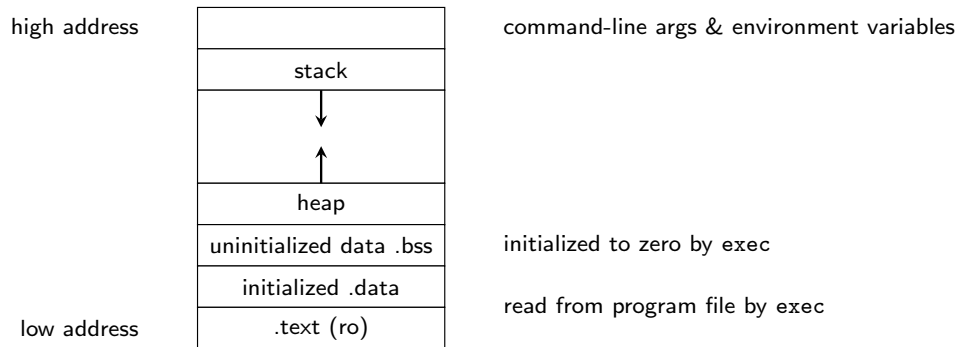 high address
command-line args & environment variables
stack
heap
uninitialized data .bss
initialized to zero by exec
initialized .data
read from program file by exec
low address
.text (ro)